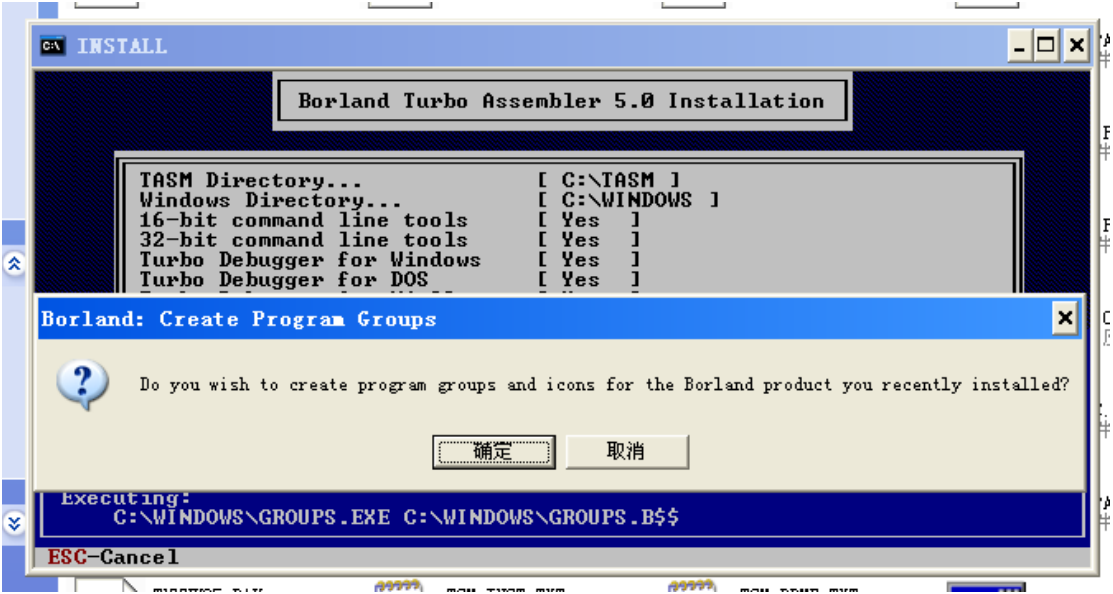 INSTALL
Borland Turbo Assembler 5.0 Installation
TASM Directory... [ C:\TASM ]
Windows Directory... [ C:\WINDOWS ]
16-bit command line tools [ Yes ]
32-bit command line tools [ Yes ]
Turbo Debugger for Windows [ Yes ]
Turbo Debugger for DOS [ Yes ]
Borland: Create Program Groups
Do you wish to create program groups and icons for the Borland product you recently installed?
确定 取消
Executing:
C:\WINDOWS\GROUPS.EXE C:\WINDOWS\GROUPS.B$$
ESC-Cancel